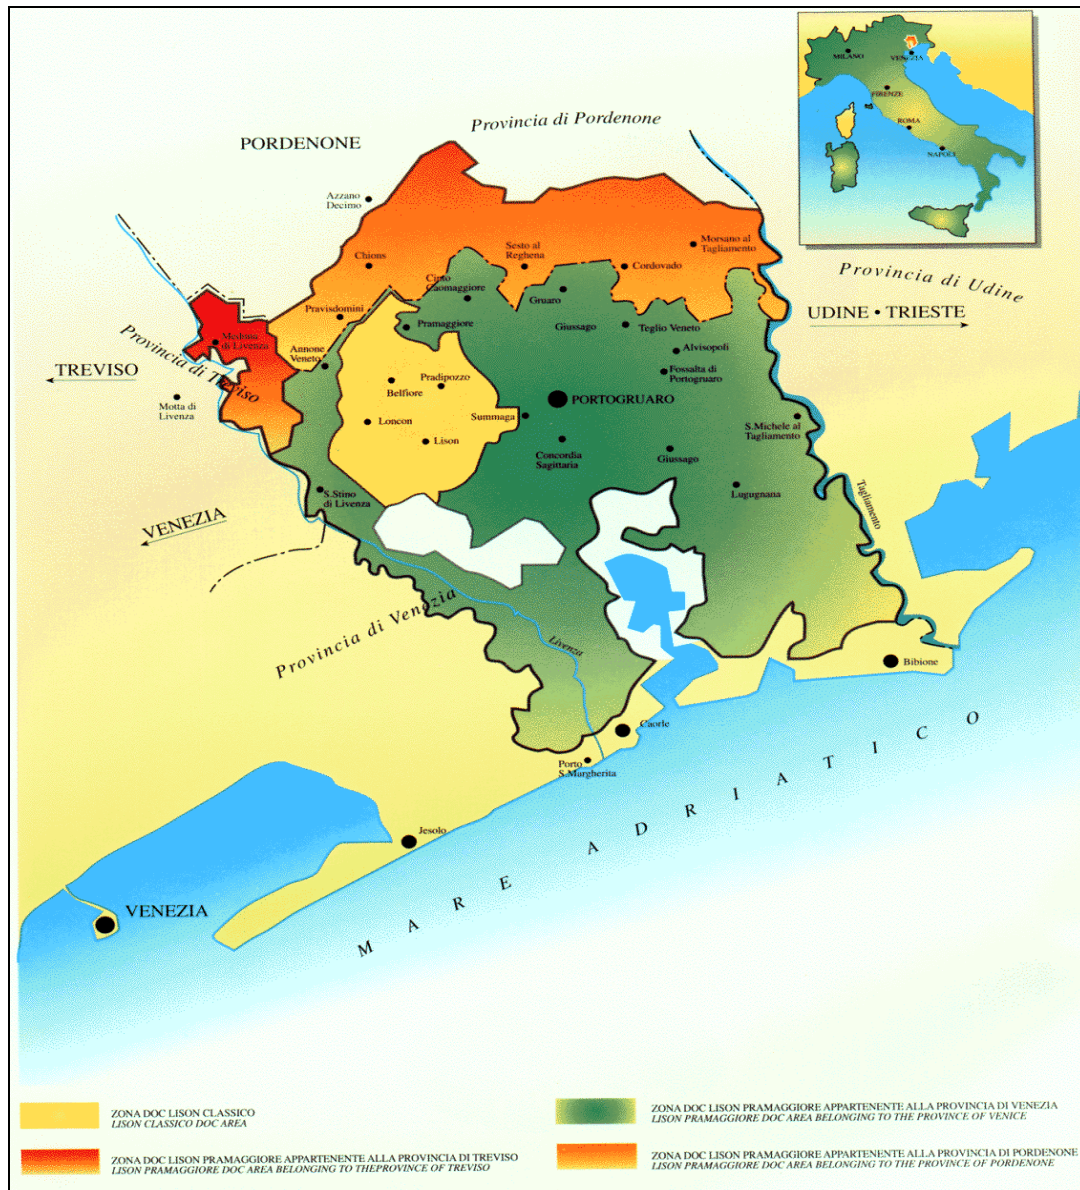 MILANO
VENEZIA
FIRENZE
ROMA
NAPOLI
Provincia di Pordenone
PORDENONE
Azzano
Decimo
Chions
Sesto al
Reghena
Morsano al
Tagliamento
Cordovado
Provincia di Udine
UDINE • TRIESTE
Cinto
Caomaggiore
Gruaro
Pravisdomini
Pramaggiore
Giussago
Teglio Veneto
Meduna
di Livenza
Provincia di Treviso
Annone
Veneto
Alvisopoli
TREVISO
Pradipozzo
Belfiore
Fossalta di
Portogruaro
Motta di
Livenza
PORTOGRUARO
Loncon
Summaga
S.Michele al
Tagliamento
Lison
Concordia
Sagittaria
Giussago
S.Stino
di Livenza
Lugugnana
Tagliamento
VENEZIA
Provincia di Venezia
Livenza
Bibione
Caorle
Porto
S.Margherita
MARE ADRIATICO
Jesolo
VENEZIA
ZONA DOC LISON CLASSICO
LISON CLASSICO DOC AREA
ZONA DOC LISON PRAMAGGIORE APPARTENENTE ALLA PROVINCIA DI TREVISO
LISON PRAMAGGIORE DOC AREA BELONGING TO THEPROVINCE OF TREVISO
ZONA DOC LISON PRAMAGGIORE APPARTENENTE ALLA PROVINCIA DI VENEZIA
LISON PRAMAGGIORE DOC AREA BELONGING TO THE PROVINCE OF VENICE
ZONA DOC LISON PRAMAGGIORE APPARTENENTE ALLA PROVINCIA DI PORDENONE
LISON PRAMAGGIORE DOC AREA BELONGING TO THE PROVINCE OF PORDENONE